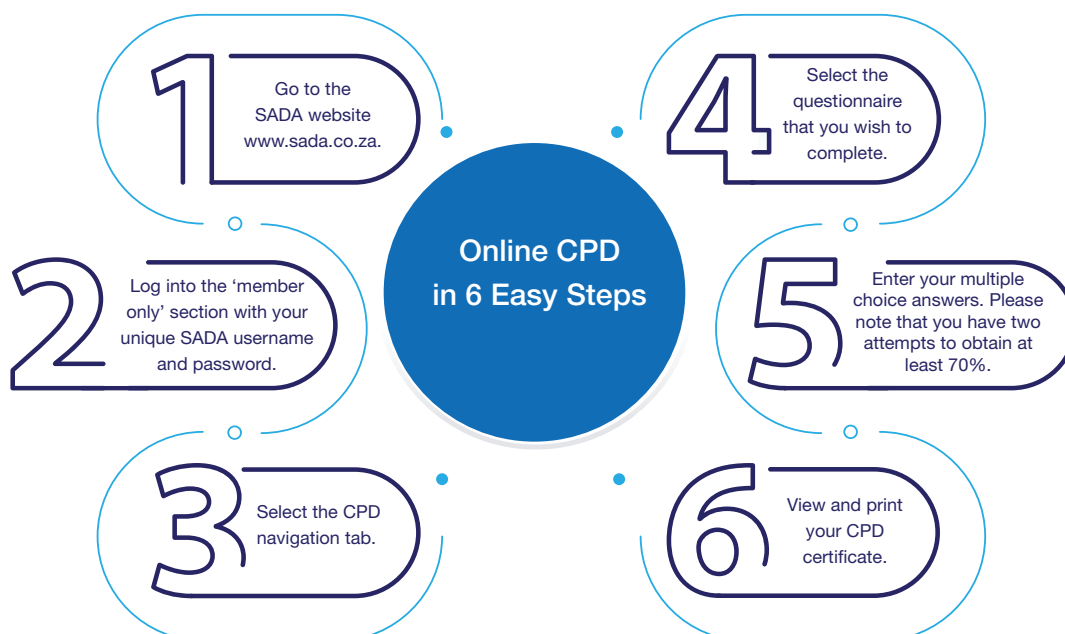 Online CPD
in 6 Easy Steps
1
Go to the
SADA website
www.sada.co.za.
2
Log into the ‘member
only’ section with your
unique SADA username
and password.
3
Select the CPD
navigation tab.
4
Select the
questionnaire
that you wish to
complete.
5
Enter your multiple
choice answers. Please
note that you have two
attempts to obtain at
least 70%.
6
View and print
your CPD
certificate.